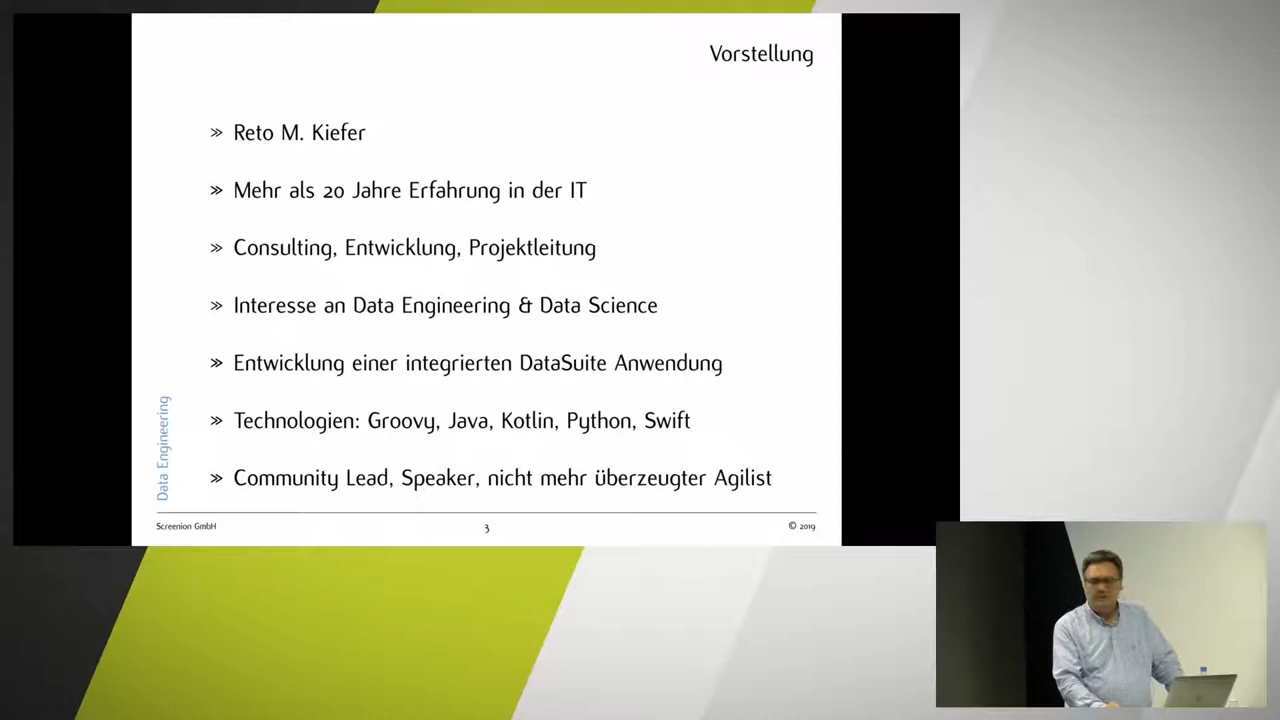 Vorstellung
» Reto M. Kiefer
» Mehr als 20 Jahre Erfahrung in der IT
» Consulting, Entwicklung, Projektleitung
» Interesse an Data Engineering & Data Science
» Entwicklung einer integrierten DataSuite Anwendung
» Technologien: Groovy, Java, Kotlin, Python, Swift
» Community Lead, Speaker, nicht mehr überzeugter Agilist
Data Engineering
Screenion GmbH
3
© 2019